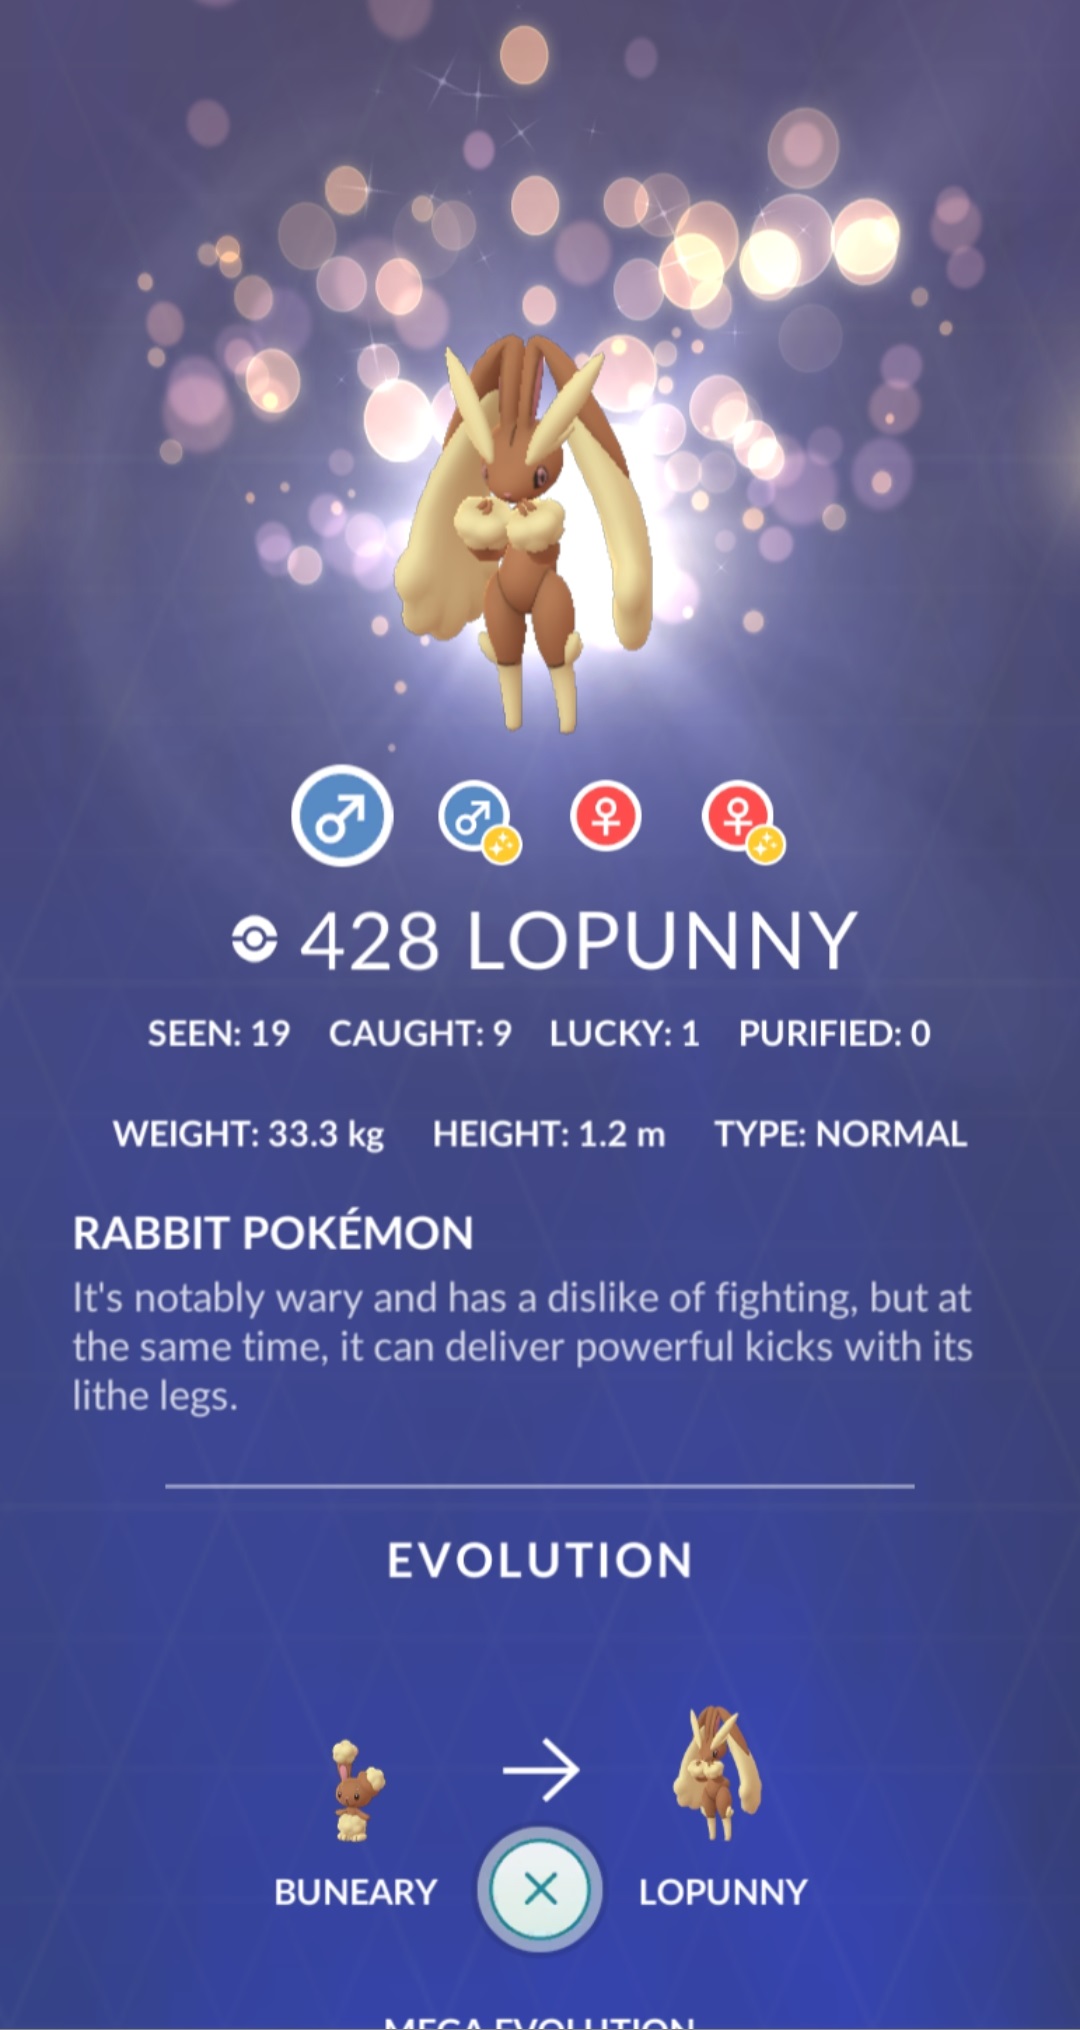 428 LOPUNNY
SEEN: 19 CAUGHT: 9 LUCKY: 1 PURIFIED: 0
WEIGHT: 33.3 kg HEIGHT: 1.2 m TYPE: NORMAL
RABBIT POKÉMON
It's notably wary and has a dislike of fighting, but at
the same time, it can deliver powerful kicks with its
lithe legs.
EVOLUTION
BUNEARY LOPUNNY
MEGA EVOLUTION